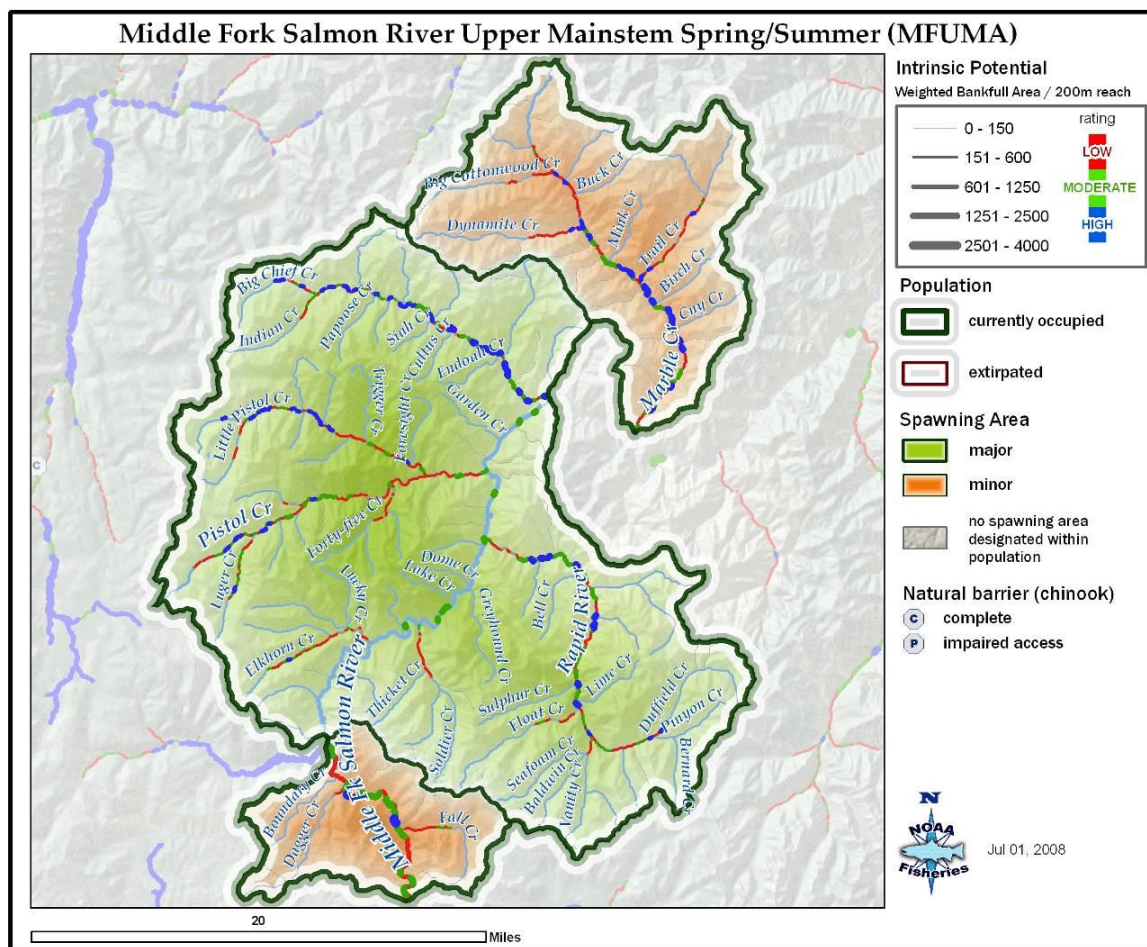 Middle Fork Salmon River Upper Mainstem Spring/Summer (MFUMA)
Intrinsic Potential
Weighted Bankfull Area / 200m reach
rating
0 - 150
151 - 600
601 - 1250
1251 - 2500
2501 - 4000
LOW
MODERATE
HIGH
Population
currently occupied
extirpated
Spawning Area
major
minor
no spawning area
designated within
population
Natural barrier (chinook)
C complete
P impaired access
N
NOAA
Fisheries
Jul 01, 2008
Big Cottonwood Cr
Buck Cr
Dynamite Cr
Mink Cr
Trail Cr
Birch Cr
Cny Cr
Marble Cr
Big Chief Cr
Indian Cr
Papoose Cr
Siah Cr
Cultus Cr
Endoah Cr
Garden Cr
Little Pistol Cr
Trigger Cr
Foresight Cr
C
Pistol Cr
Forty-five Cr
Luger Cr
Lucky Cr
Dome Cr
Lake Cr
Greyhound Cr
Bell Cr
Rapid River
Elkhorn Cr
Thicket Cr
Soldier Cr
Sulphur Cr
Float Cr
Lime Cr
Duffield Cr
Pinyon Cr
Seafoam Cr
Baldwin Cr
Vanity Cr
Bernard Cr
Middle Fk Salmon River
Boundary Cr
Dagger Cr
Fall Cr
20
Miles